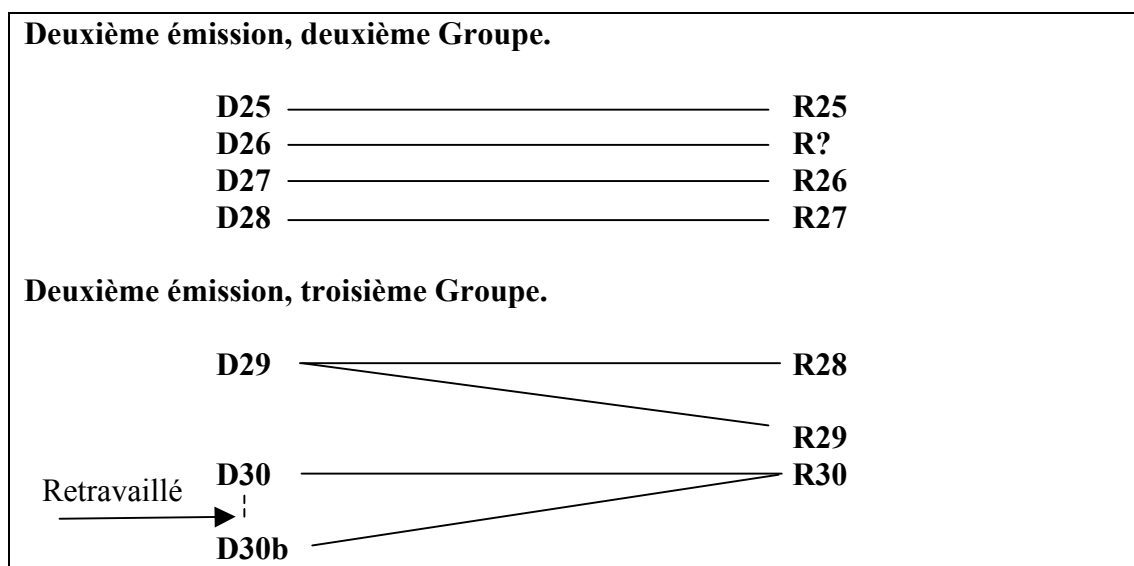 Deuxième émission, deuxième Groupe.
D25 R25
D26 R?
D27 R26
D28 R27
Deuxième émission, troisième Groupe.
D29 R28
R29
D30 R30
Retravaillé
D30b